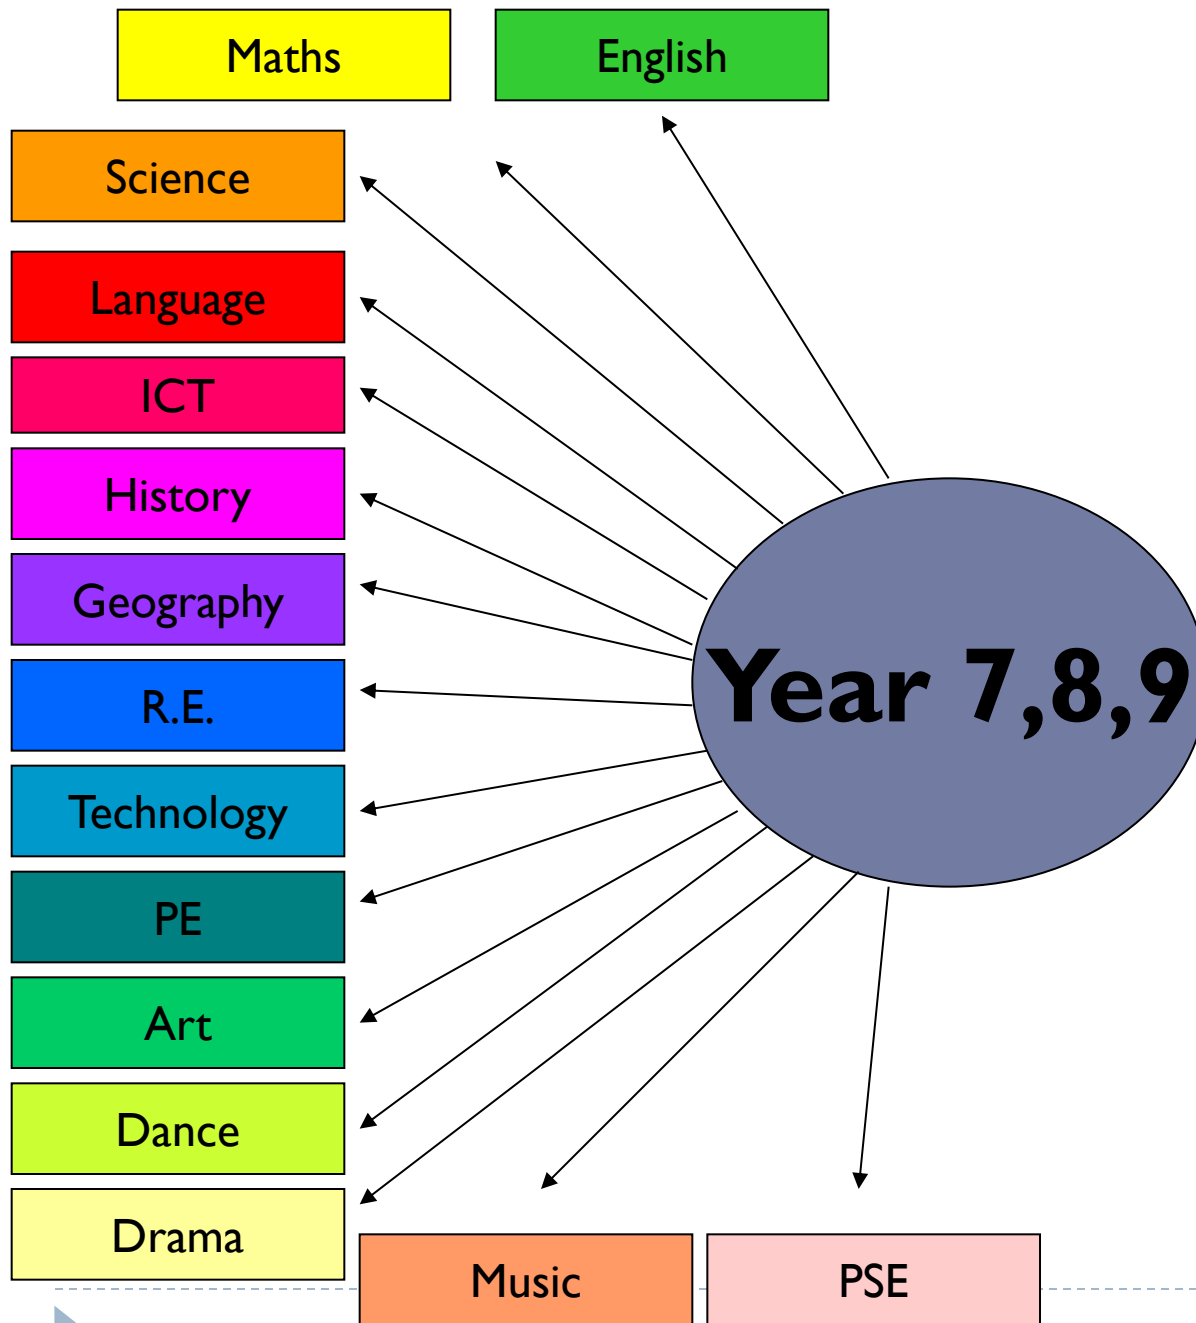 Maths
English
Science
Language
ICT
History
Geography
R.E.
Technology
PE
Art
Dance
Drama
Music
PSE
Year 7,8,9